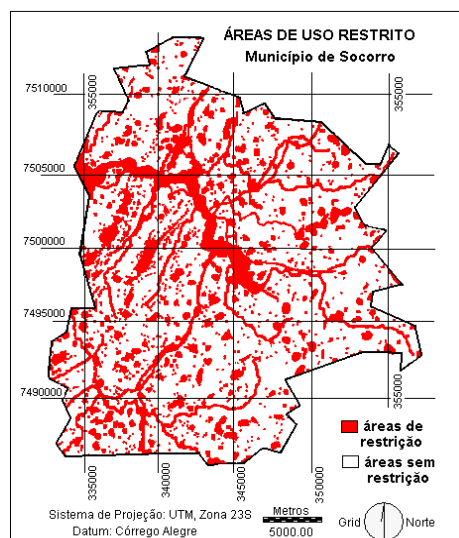 ÁREAS DE USO RESTRITO
Município de Socorro
355000
355000
7510000
7505000
7500000
7495000
7490000
355000
335000
340000
345000
350000
áreas de
restrição
áreas sem
restrição
Sistema de Projeção: UTM, Zona 23S
Datum: Córrego Alegre
Metros
5000.00
Grid
Norte